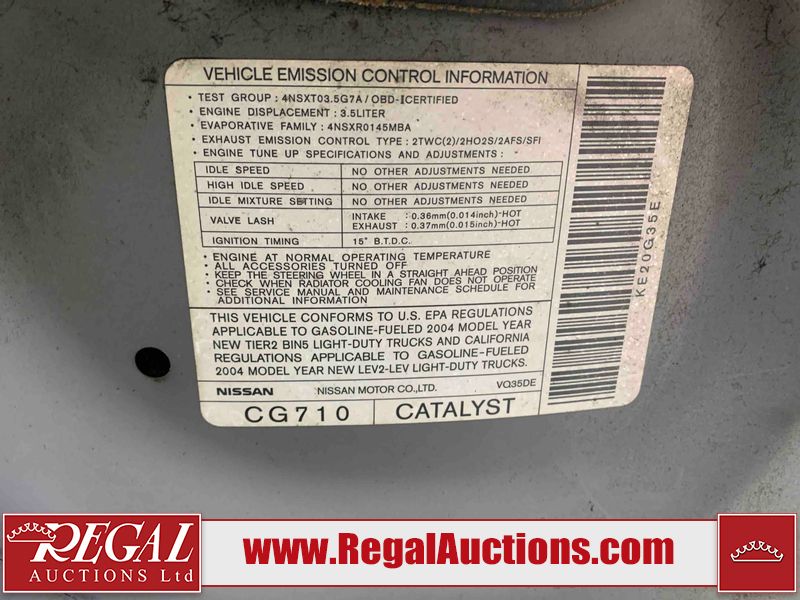 VEHICLE EMISSION CONTROL INFORMATION
• TEST GROUP : 4NSXT03.5G7A / OBD-ⅡCERTIFIED
• ENGINE DISPLACEMENT : 3.5LITER
• EVAPORATIVE FAMILY : 4NSXR0145MBA
• EXHAUST EMISSION CONTROL TYPE : 2TWC(2)/2HO2S/2AFS/SFI
• ENGINE TUNE UP SPECIFICATIONS AND ADJUSTMENTS :
IDLE SPEED NO OTHER ADJUSTMENTS NEEDED
HIGH IDLE SPEED NO OTHER ADJUSTMENTS NEEDED
IDLE MIXTURE SETTING NO OTHER ADJUSTMENTS NEEDED
VALVE LASH INTAKE : 0.36mm(0.014inch)-HOT
EXHAUST : 0.37mm(0.015inch)-HOT
IGNITION TIMING 15° B.T.D.C.
• ENGINE AT NORMAL OPERATING TEMPERATURE
• ALL ACCESSORIES TURNED OFF
• KEEP THE STEERING WHEEL IN A STRAIGHT AHEAD POSITION
• CHECK WHEN RADIATOR COOLING FAN DOES NOT OPERATE
SEE SERVICE MANUAL AND MAINTENANCE SCHEDULE FOR
ADDITIONAL INFORMATION
THIS VEHICLE CONFORMS TO U.S. EPA REGULATIONS
APPLICABLE TO GASOLINE-FUELED 2004 MODEL YEAR
NEW TIER2 BIN5 LIGHT-DUTY TRUCKS AND CALIFORNIA
REGULATIONS APPLICABLE TO GASOLINE-FUELED
2004 MODEL YEAR NEW LEV2-LEV LIGHT-DUTY TRUCKS.
NISSAN NISSAN MOTOR CO.,LTD. VQ35DE
CG710 CATALYST
KE20G35E
REGAL
AUCTIONS Ltd
www.RegalAuctions.com